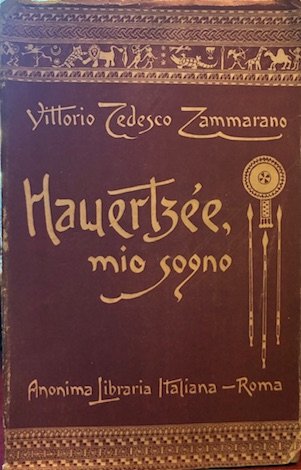 Vittorio Tedesco Zammarano
Hauertzée,
mio sogno
Anonima Libraria Italiana – Roma